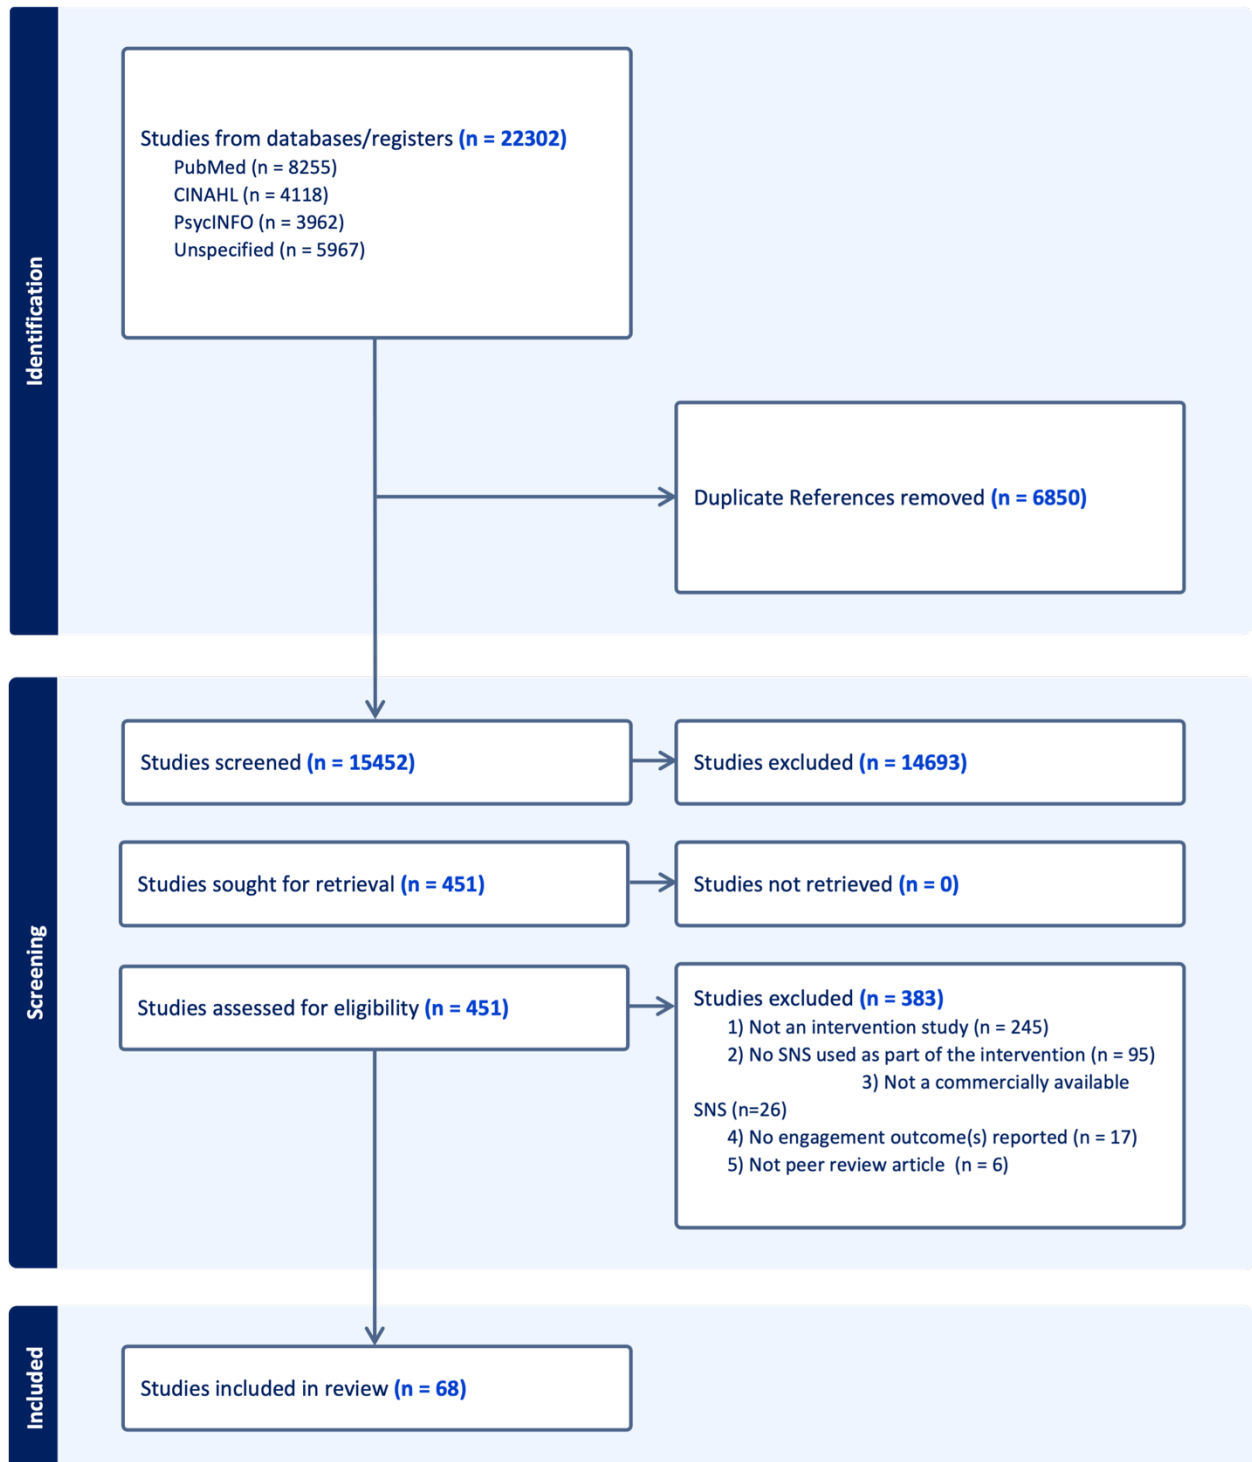 Identification
Studies from databases/registers (n = 22302)
PubMed (n = 8255)
CINAHL (n = 4118)
PsycINFO (n = 3962)
Unspecified (n = 5967)
Duplicate References removed (n = 6850)
Screening
Studies screened (n = 15452)
Studies excluded (n = 14693)
Studies sought for retrieval (n = 451)
Studies not retrieved (n = 0)
Studies assessed for eligibility (n = 451)
Studies excluded (n = 383)
1) Not an intervention study (n = 245)
2) No SNS used as part of the intervention (n = 95)
3) Not a commercially available
SNS (n=26)
4) No engagement outcome(s) reported (n = 17)
5) Not peer review article (n = 6)
Included
Studies included in review (n = 68)